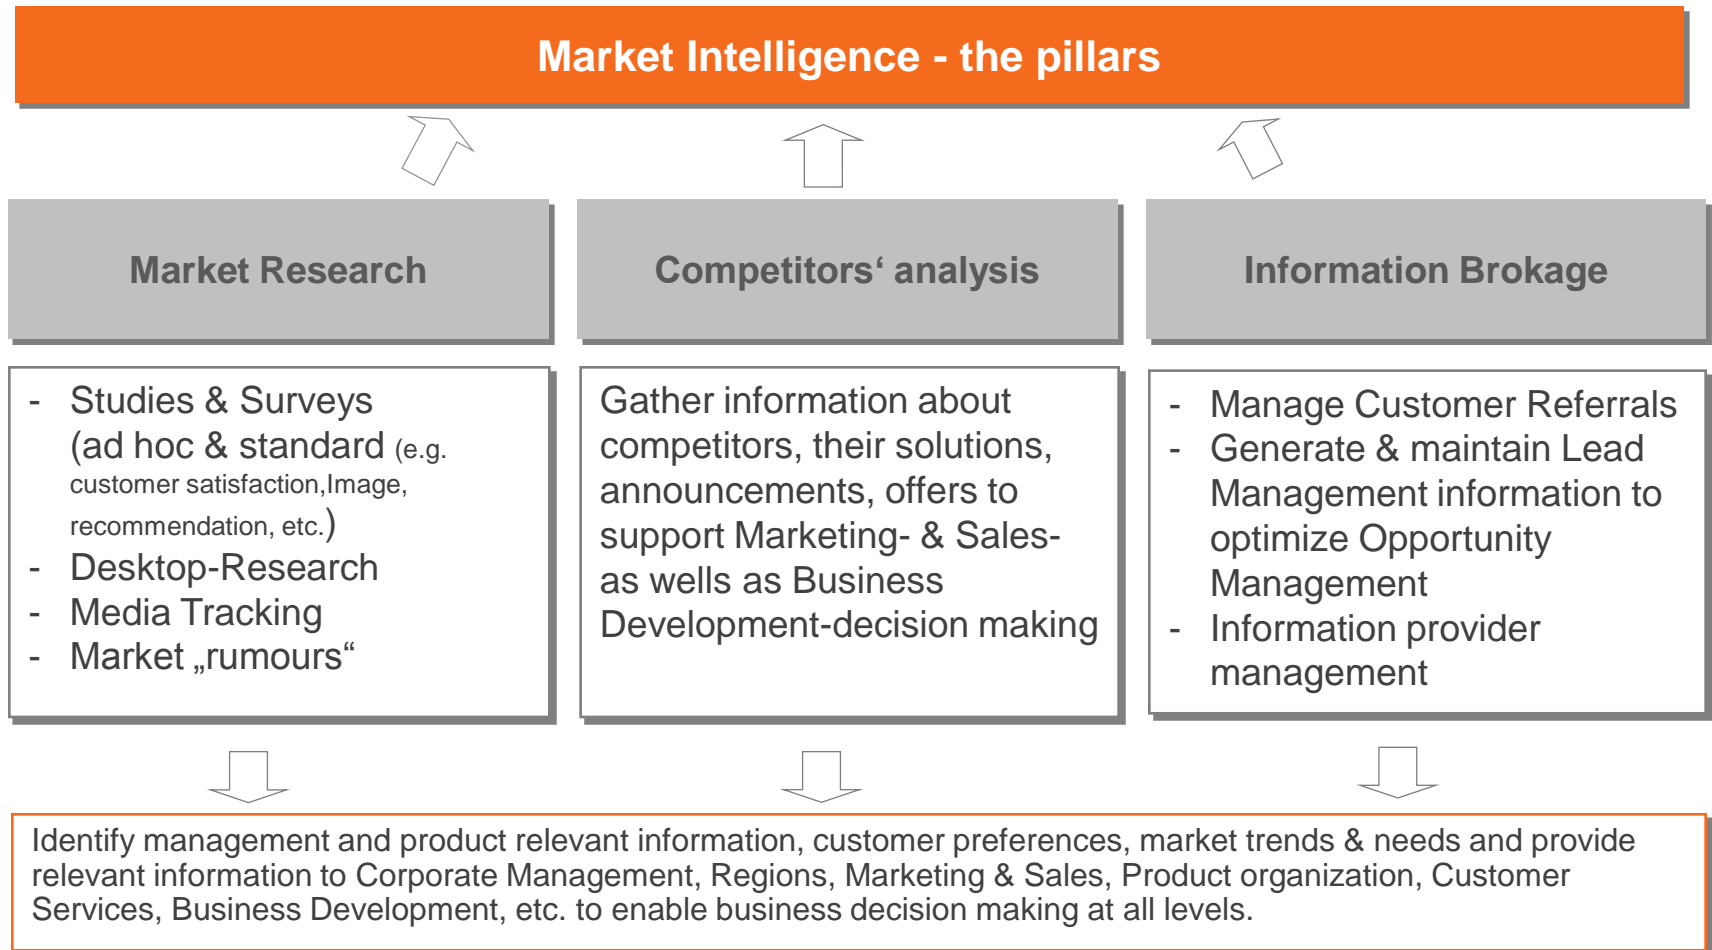 Market Intelligence - the pillars
Market Research
Competitors‘ analysis
Information Brokage
- Studies & Surveys
(ad hoc & standard (e.g.
customer satisfaction,Image,
recommendation, etc.)
- Desktop-Research
- Media Tracking
- Market „rumours“
Gather information about
competitors, their solutions,
announcements, offers to
support Marketing- & Sales-
as wells as Business
Development-decision making
- Manage Customer Referrals
- Generate & maintain Lead
Management information to
optimize Opportunity
Management
- Information provider
management
Identify management and product relevant information, customer preferences, market trends & needs and provide
relevant information to Corporate Management, Regions, Marketing & Sales, Product organization, Customer
Services, Business Development, etc. to enable business decision making at all levels.